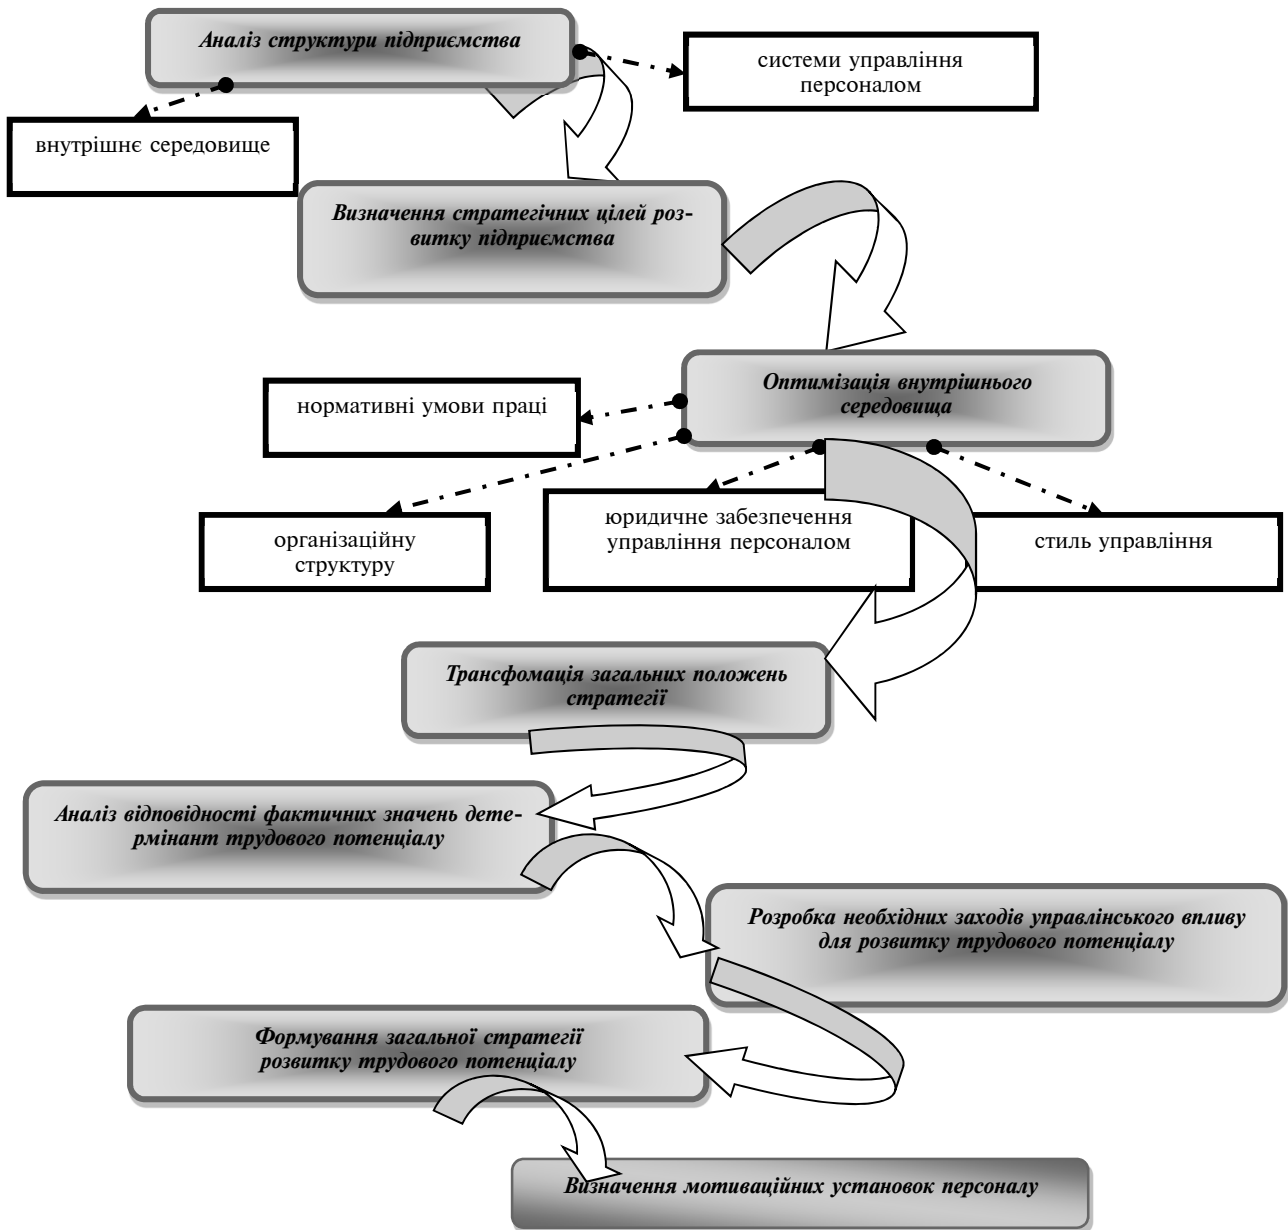 Аналіз структури підприємства
системи управління
персоналом
внутрішнє середовище
Визначення стратегічних цілей роз-
витку підприємства
Оптимізація внутрішнього
середовища
нормативні умови праці
організаційну
структуру
юридичне забезпечення
управління персоналом
стиль управління
Трансфомація загальних положень
стратегії
Аналіз відповідності фактичних значень дете-
рмінант трудового потенціалу
Розробка необхідних заходів управлінського впливу
для розвитку трудового потенціалу
Формування загальної стратегії
розвитку трудового потенціалу
Визначення мотиваційних установок персоналу